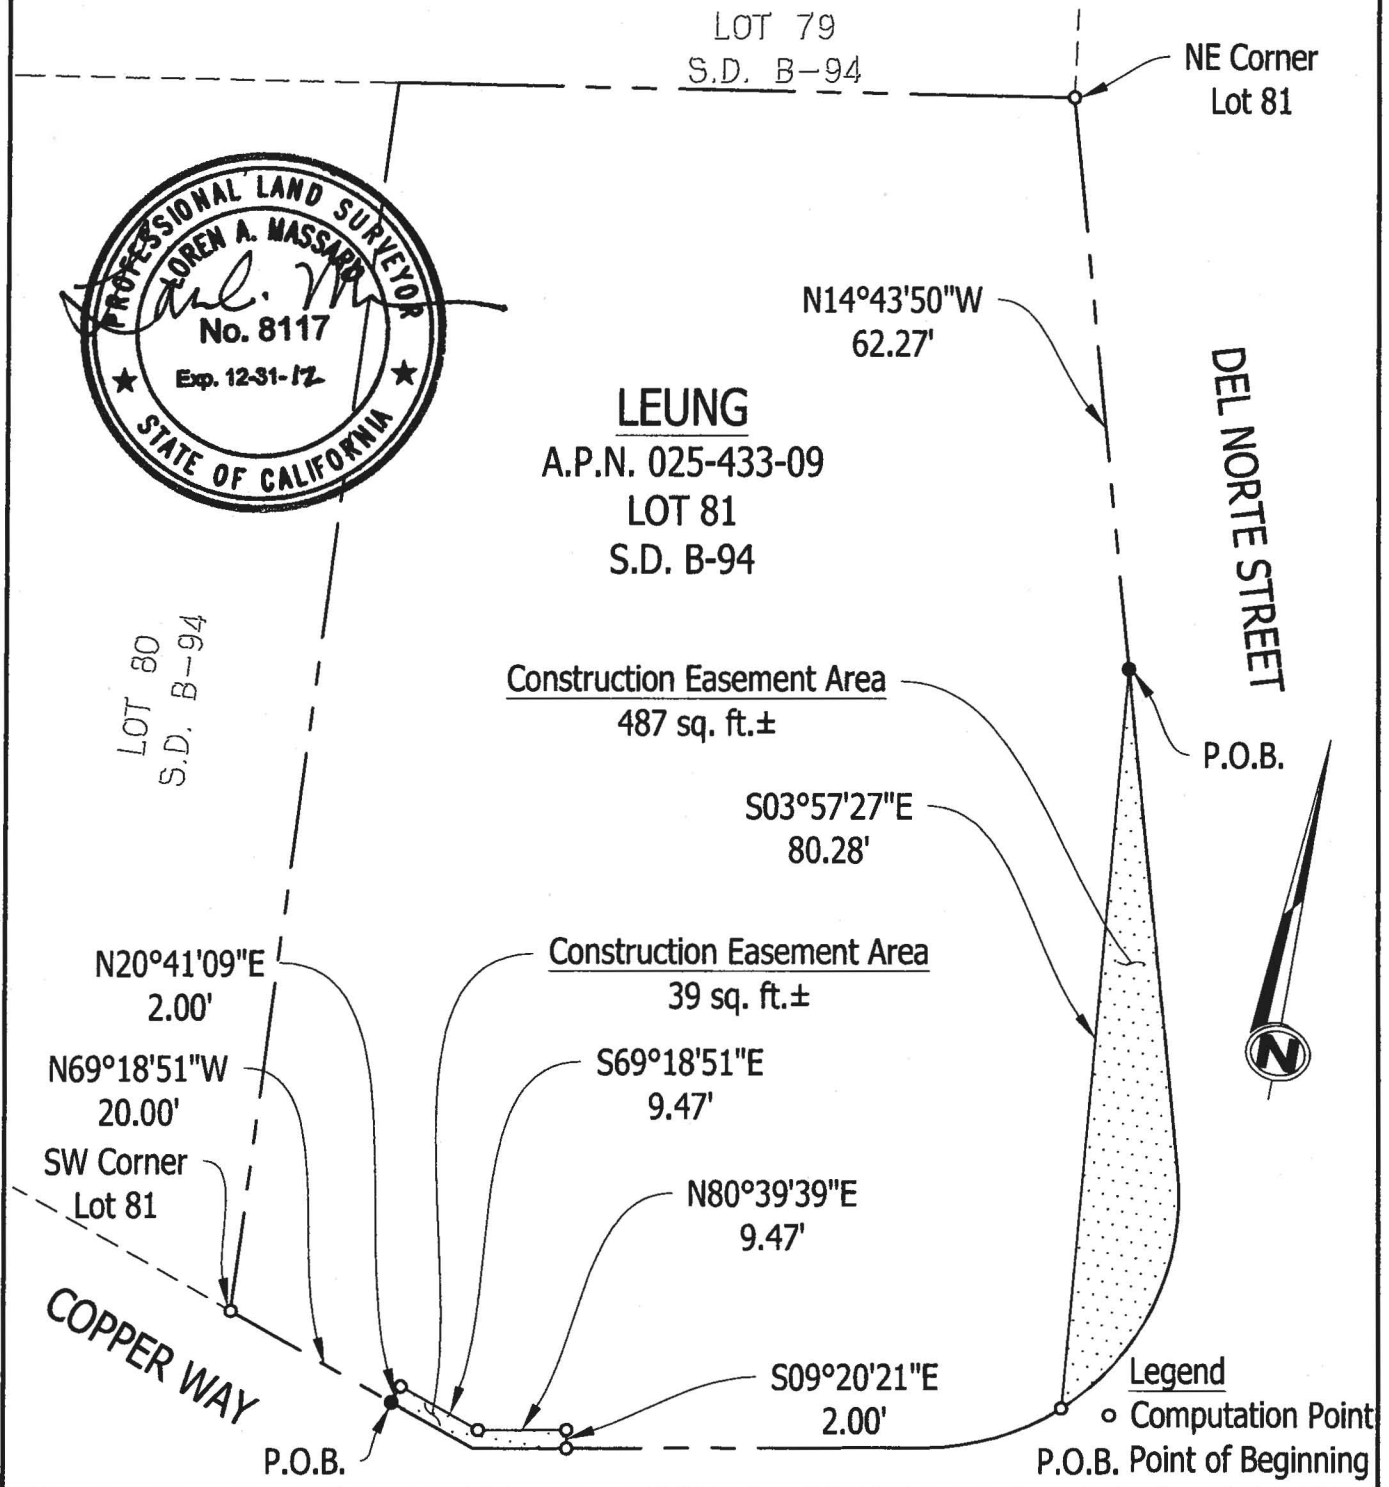 LOT 79
S.D. B-94
NE Corner
Lot 81
PROFESSIONAL LAND SURVEYOR
LOREN A. MASSARO
No. 8117
Exp. 12-31-12
STATE OF CALIFORNIA
N14°43'50"W
62.27'
DEL NORTE STREET
LEUNG
A.P.N. 025-433-09
LOT 81
S.D. B-94
LOT 80
S.D. B-94
Construction Easement Area
487 sq. ft.±
P.O.B.
S03°57'27"E
80.28'
N20°41'09"E
2.00'
Construction Easement Area
39 sq. ft.±
N
N69°18'51"W
20.00'
S69°18'51"E
9.47'
SW Corner
Lot 81
N80°39'39"E
9.47'
COPPER WAY
S09°20'21"E
2.00'
P.O.B.
Legend
Computation Point
P.O.B. Point of Beginning